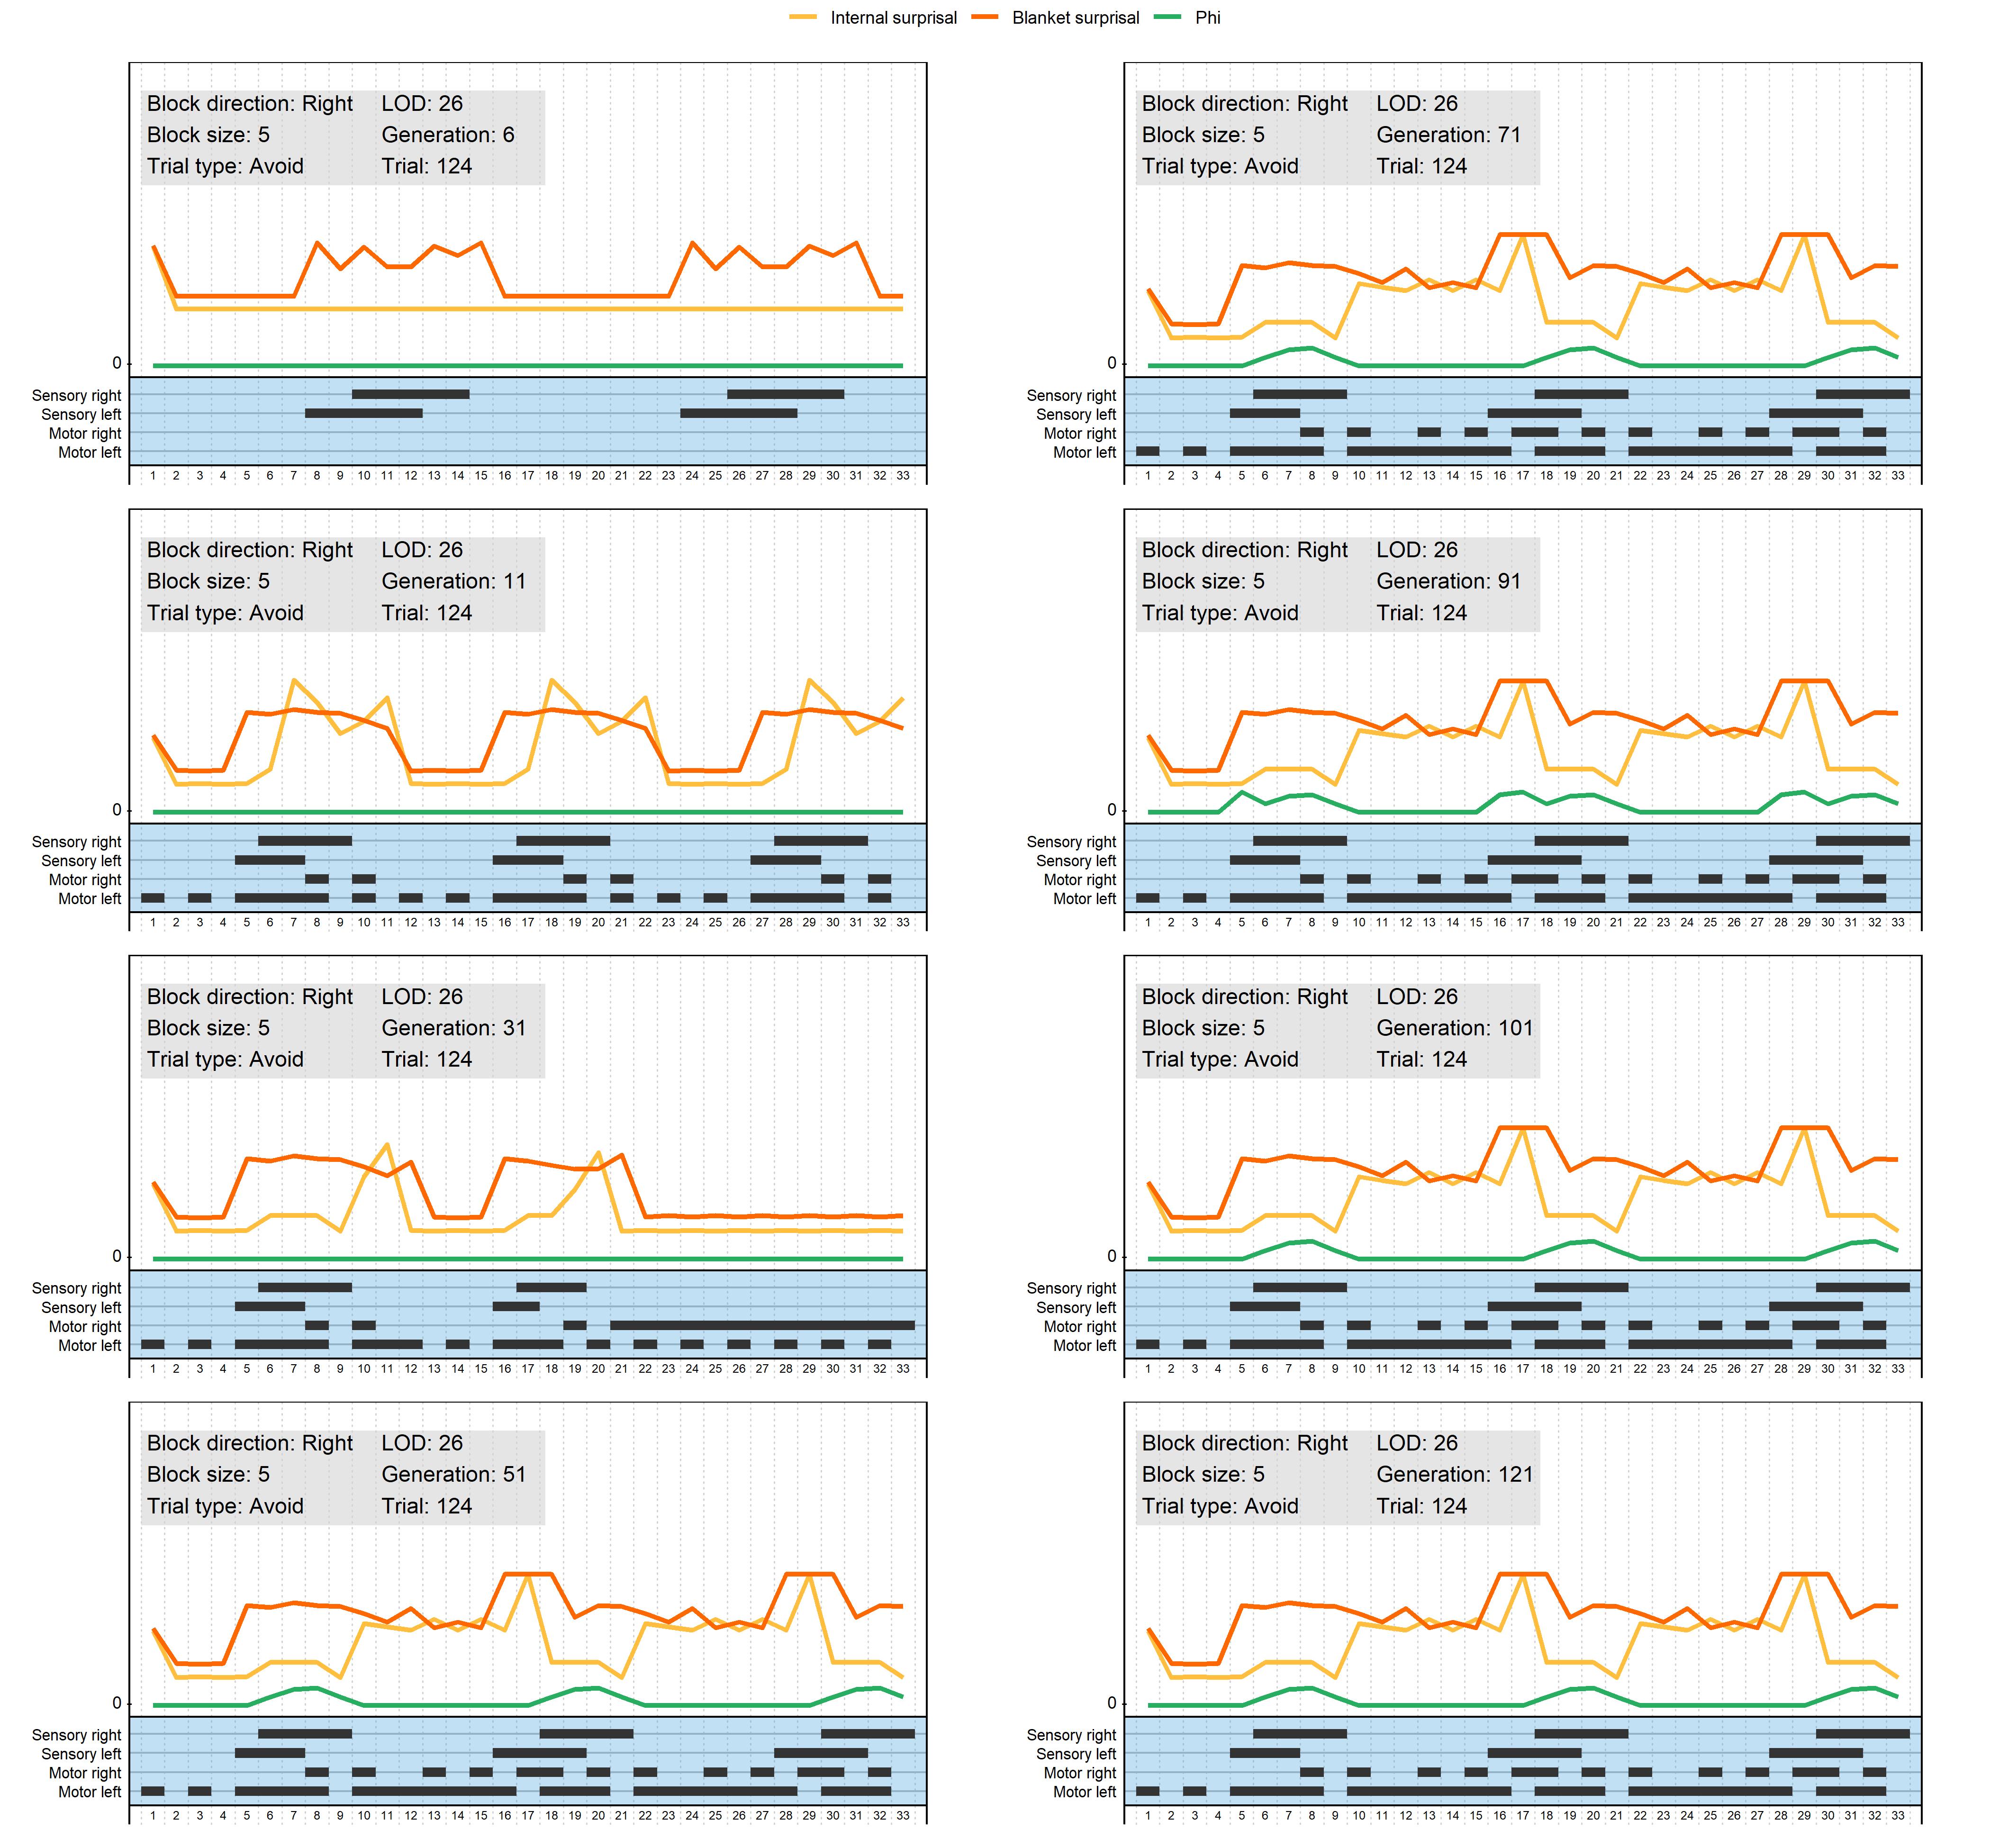 Internal surprisal Blanket surprisal Phi
Block direction: Right LOD: 26
Block size: 5 Generation: 6
Trial type: Avoid Trial: 124
0
Sensory right
Sensory left
Motor right
Motor left
1 2 3 4 5 6 7 8 9 10 11 12 13 14 15 16 17 18 19 20 21 22 23 24 25 26 27 28 29 30 31 32 33
Block direction: Right LOD: 26
Block size: 5 Generation: 71
Trial type: Avoid Trial: 124
0
Sensory right
Sensory left
Motor right
Motor left
1 2 3 4 5 6 7 8 9 10 11 12 13 14 15 16 17 18 19 20 21 22 23 24 25 26 27 28 29 30 31 32 33
Block direction: Right LOD: 26
Block size: 5 Generation: 11
Trial type: Avoid Trial: 124
0
Sensory right
Sensory left
Motor right
Motor left
1 2 3 4 5 6 7 8 9 10 11 12 13 14 15 16 17 18 19 20 21 22 23 24 25 26 27 28 29 30 31 32 33
Block direction: Right LOD: 26
Block size: 5 Generation: 91
Trial type: Avoid Trial: 124
0
Sensory right
Sensory left
Motor right
Motor left
1 2 3 4 5 6 7 8 9 10 11 12 13 14 15 16 17 18 19 20 21 22 23 24 25 26 27 28 29 30 31 32 33
Block direction: Right LOD: 26
Block size: 5 Generation: 31
Trial type: Avoid Trial: 124
0
Sensory right
Sensory left
Motor right
Motor left
1 2 3 4 5 6 7 8 9 10 11 12 13 14 15 16 17 18 19 20 21 22 23 24 25 26 27 28 29 30 31 32 33
Block direction: Right LOD: 26
Block size: 5 Generation: 101
Trial type: Avoid Trial: 124
0
Sensory right
Sensory left
Motor right
Motor left
1 2 3 4 5 6 7 8 9 10 11 12 13 14 15 16 17 18 19 20 21 22 23 24 25 26 27 28 29 30 31 32 33
Block direction: Right LOD: 26
Block size: 5 Generation: 51
Trial type: Avoid Trial: 124
0
Sensory right
Sensory left
Motor right
Motor left
1 2 3 4 5 6 7 8 9 10 11 12 13 14 15 16 17 18 19 20 21 22 23 24 25 26 27 28 29 30 31 32 33
Block direction: Right LOD: 26
Block size: 5 Generation: 121
Trial type: Avoid Trial: 124
0
Sensory right
Sensory left
Motor right
Motor left
1 2 3 4 5 6 7 8 9 10 11 12 13 14 15 16 17 18 19 20 21 22 23 24 25 26 27 28 29 30 31 32 33